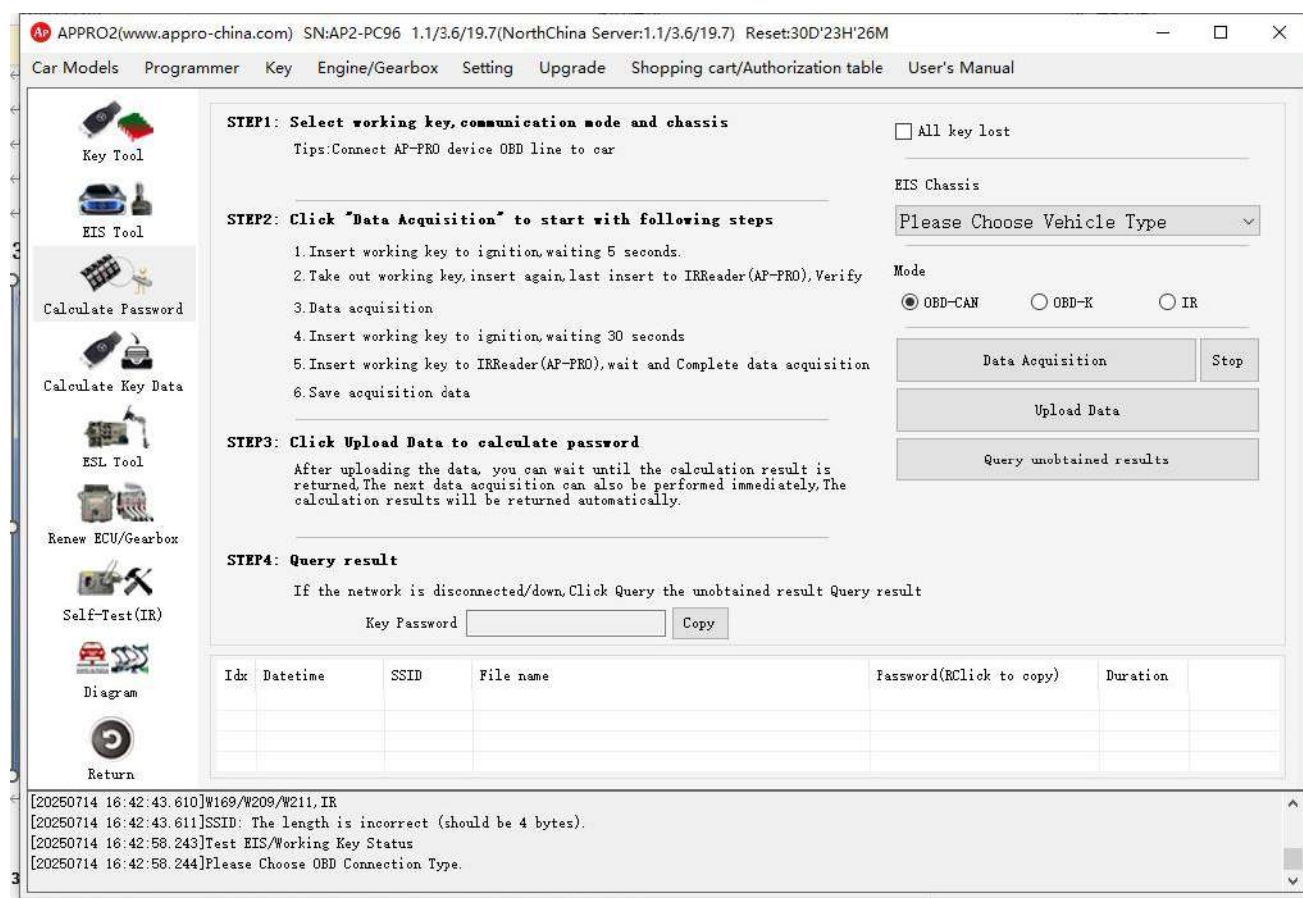 AP APPRO2(www.appro-china.com) SN:AP2-PC96 1.1/3.6/19.7(NorthChina Server:1.1/3.6/19.7) Reset:30D'23H'26M
Car Models Programmer Key Engine/Gearbox Setting Upgrade Shopping cart/Authorization table User's Manual
Key Tool
EIS Tool
Calculate Password
Calculate Key Data
ESL Tool
Renew ECU/Gearbox
Self-Test(IR)
Diagram
Return
STEP1: Select working key,communication mode and chassis
Tips:Connect AP-PRO device OBD line to car
STEP2: Click "Data Acquisition" to start with following steps
1.Insert working key to ignition,waiting 5 seconds.
2.Take out working key,insert again,last insert to IRReader(AP-PRO),Verify
3.Data acquisition
4.Insert working key to ignition,waiting 30 seconds
5.Insert working key to IRReader(AP-PRO),wait and Complete data acquisition
6.Save acquisition data
STEP3: Click Upload Data to calculate password
After uploading the data, you can wait until the calculation result is
returned,The next data acquisition can also be performed immediately,The
calculation results will be returned automatically.
STEP4: Query result
If the network is disconnected/down,Click Query the unobtained result Query result
Key Password Copy
All key lost
EIS Chassis
Please Choose Vehicle Type
Mode
OBD-CAN OBD-K IR
Data Acquisition Stop
Upload Data
Query unobtained results
Idx Datetime SSID File name Password(RClick to copy) Duration
[20250714 16:42:43.610]W169/W209/W211,IR
[20250714 16:42:43.611]SSID: The length is incorrect (should be 4 bytes).
[20250714 16:42:58.243]Test EIS/Working Key Status
[20250714 16:42:58.244]Please Choose OBD Connection Type.